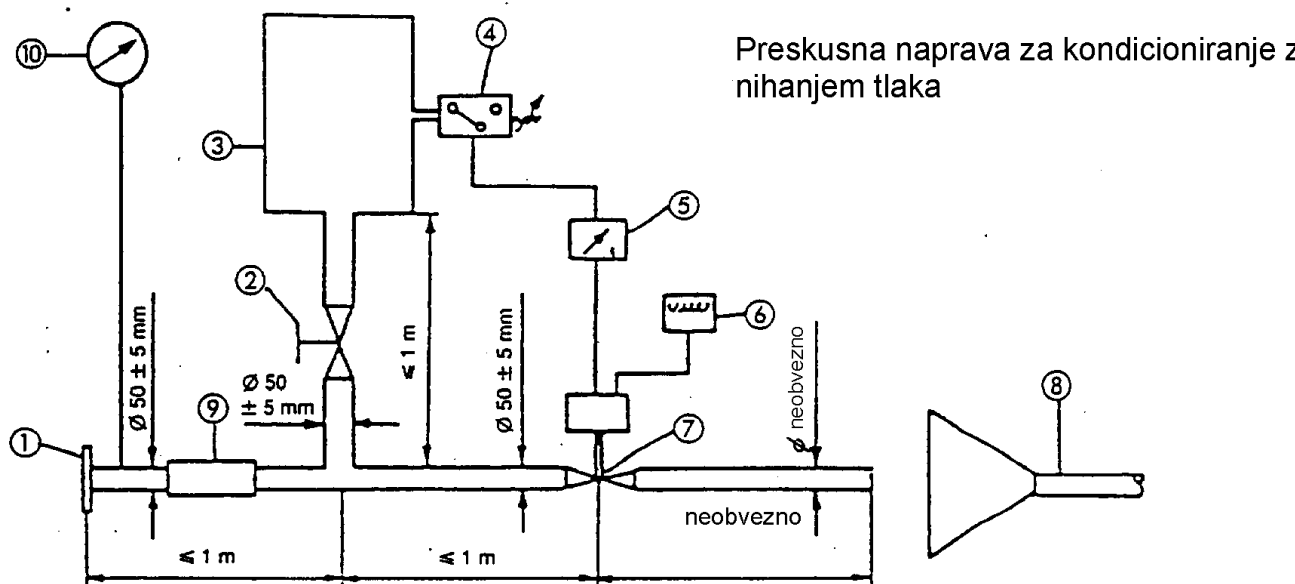 Preskusna naprava za kondicioniranje z
nihanjem tlaka
10
4
3
5
2
6
Ø 50 ± 5 mm
Ø 50
± 5 mm
≤ 1 m
Ø 50 ± 5 mm
Ø neobvezno
9
7
8
1
neobvezno
≤ 1 m
≤ 1 m